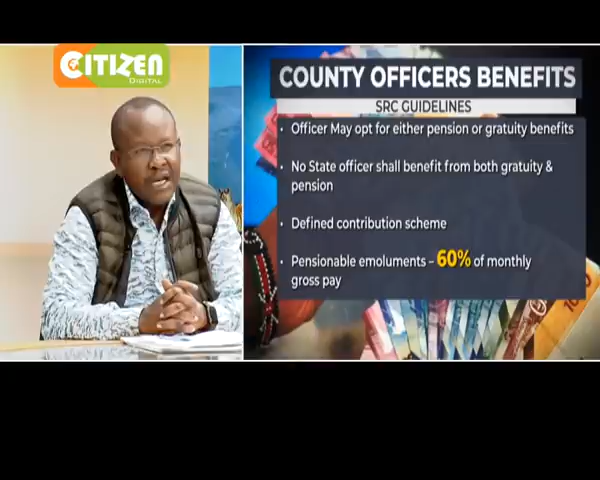 CITIZEN
DIGITAL
COUNTY OFFICERS BENEFITS
SRC GUIDELINES
• Officer May opt for either pension or gratuity benefits
• No State officer shall benefit from both gratuity &
pension
• Defined contribution scheme
• Pensionable emoluments – 60% of monthly
gross pay